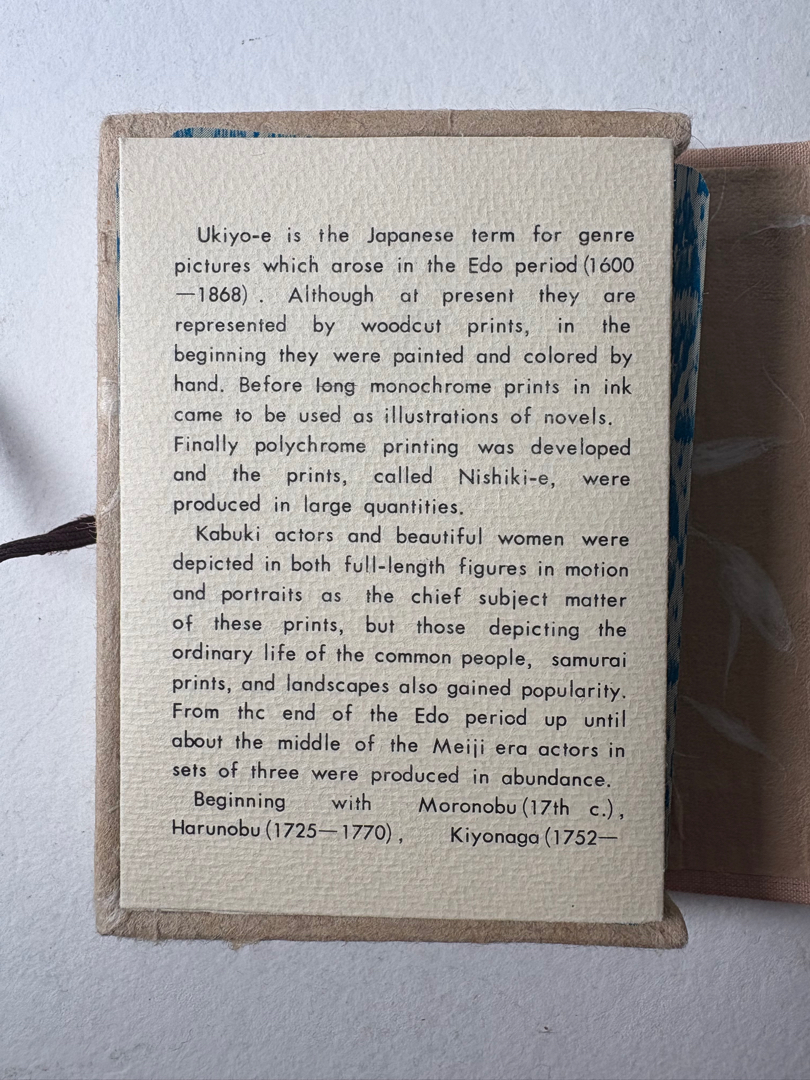 Ukiyo-e is the Japanese term for genre
pictures which arose in the Edo period (1600
—1868) . Although at present they are
represented by woodcut prints, in the
beginning they were painted and colored by
hand. Before long monochrome prints in ink
came to be used as illustrations of novels.
Finally polychrome printing was developed
and the prints, called Nishiki-e, were
produced in large quantities.
Kabuki actors and beautiful women were
depicted in both full-length figures in motion
and portraits as the chief subject matter
of these prints, but those depicting the
ordinary life of the common people, samurai
prints, and landscapes also gained popularity.
From thc end of the Edo period up until
about the middle of the Meiji era actors in
sets of three were produced in abundance.
Beginning with Moronobu (17th c.) ,
Harunobu (1725—1770) , Kiyonaga (1752—